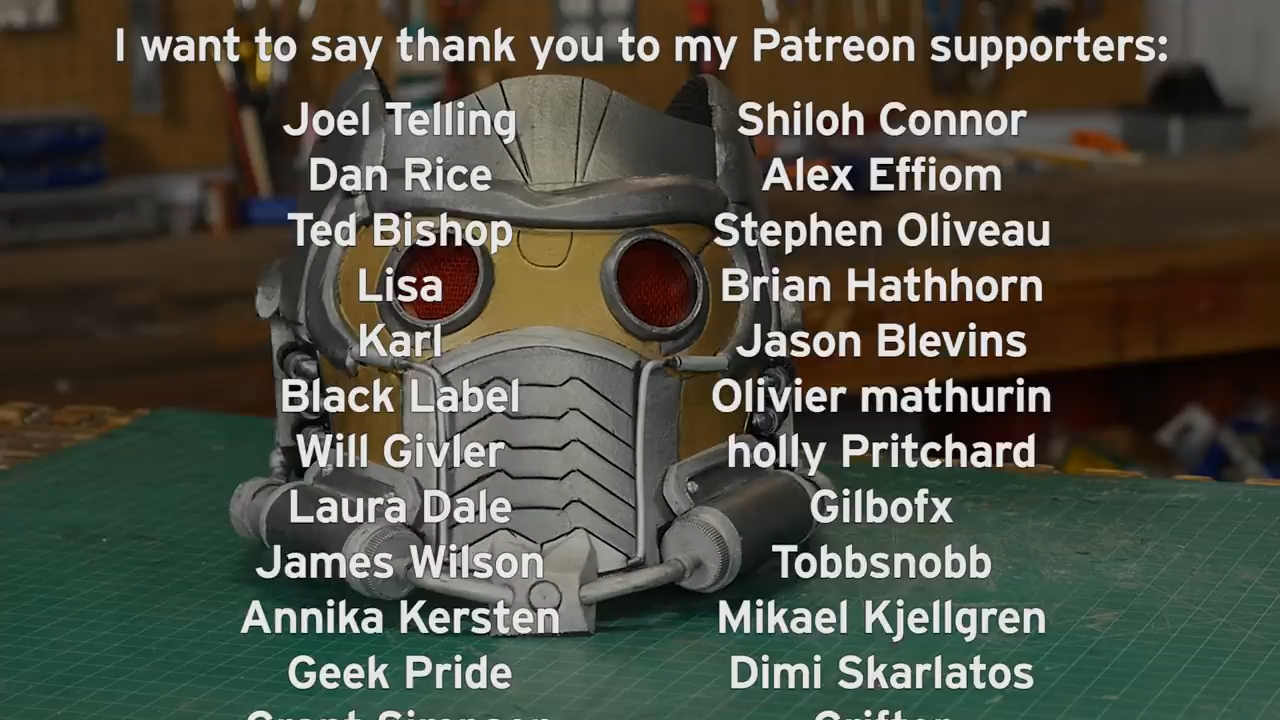 I want to say thank you to my Patreon supporters:
Joel Telling
Dan Rice
Ted Bishop
Lisa
Karl
Black Label
Will Givler
Laura Dale
James Wilson
Annika Kersten
Geek Pride
Shiloh Connor
Alex Effiom
Stephen Oliveau
Brian Hathhorn
Jason Blevins
Olivier mathurin
holly Pritchard
Gilbofx
Tobbsnobb
Mikael Kjellgren
Dimi Skarlatos